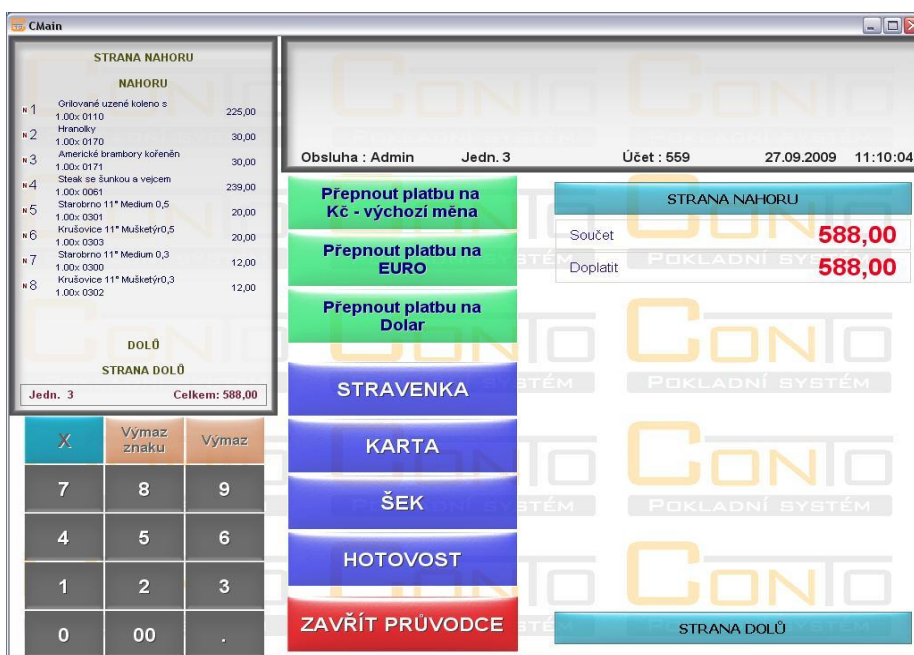 CMain
STRANA NAHORU
NAHORU
N 1 Grilované uzené koleno s
1.00x 0110 225,00
N 2 Hranolky
1.00x 0170 30,00
N 3 Americké brambory kořeněn
1.00x 0171 30,00
N 4 Steak se šunkou a vejcem
1.00x 0061 239,00
N 5 Starobrno 11° Medium 0,5
1.00x 0301 20,00
N 6 Krušovice 11° Mušketýr0,5
1.00x 0303 20,00
N 7 Starobrno 11° Medium 0,3
1.00x 0300 12,00
N 8 Krušovice 11° Mušketýr0,3
1.00x 0302 12,00
DOLŮ
STRANA DOLŮ
Jedn. 3 Celkem: 588,00
Obsluha : Admin Jedn. 3 Účet : 559 27.09.2009 11:10:04
Přepnout platbu na
Kč - výchozí měna
Přepnout platbu na
EURO
Přepnout platbu na
Dolar
STRAVENKA
KARTA
ŠEK
HOTOVOST
ZAVŘÍT PRŮVODCE
STRANA NAHORU
Součet 588,00
Doplatit 588,00
STRANA DOLŮ
X Výmaz
znaku Výmaz
7 8 9
4 5 6
1 2 3
0 00 .
CONTO
POKLADNÍ SYSTÉM
CONTO
POKLADNÍ SYSTÉM
CONTO